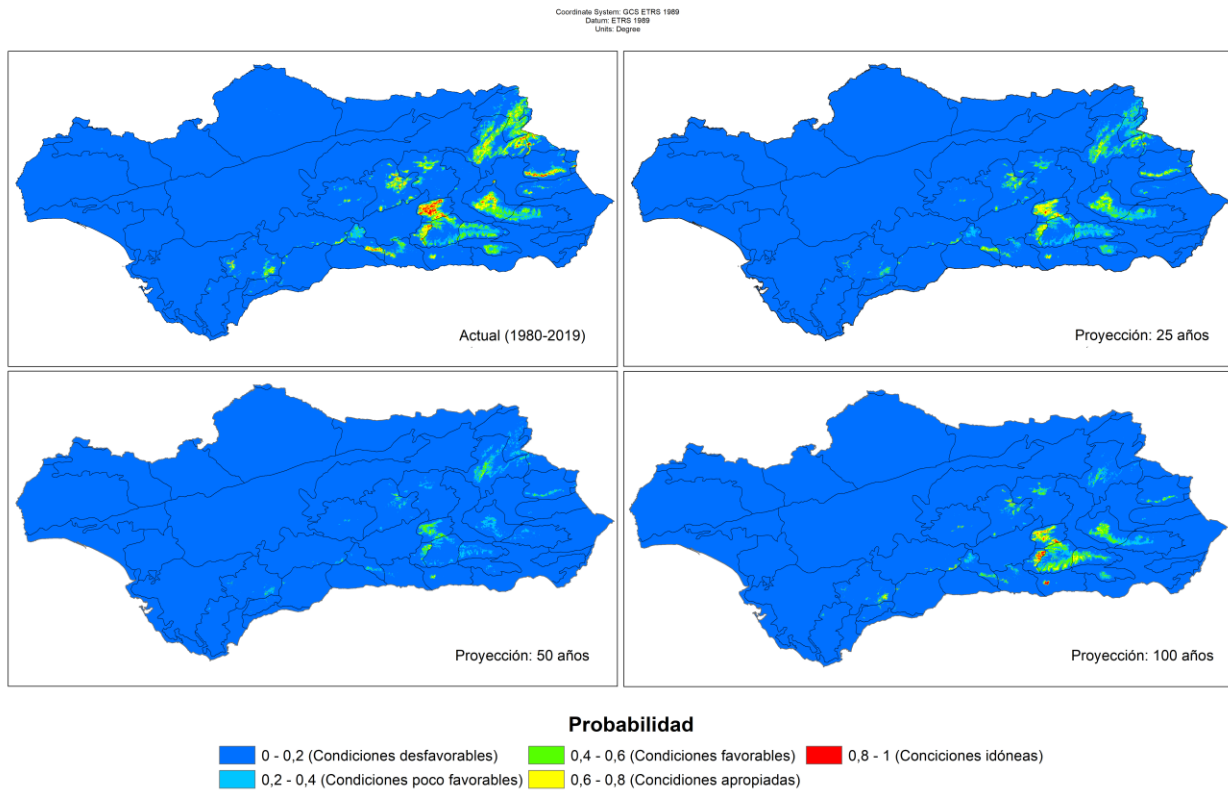 Coordinate System: GCS ETRS 1989
Datum: ETRS 1989
Units: Degree
Actual (1980-2019)
Proyección: 25 años
Proyección: 50 años
Proyección: 100 años
Probabilidad
0 - 0,2 (Condiciones desfavorables)
0,4 - 0,6 (Condiciones favorables)
0,8 - 1 (Conciciones idóneas)
0,2 - 0,4 (Condiciones poco favorables)
0,6 - 0,8 (Concidiones apropiadas)